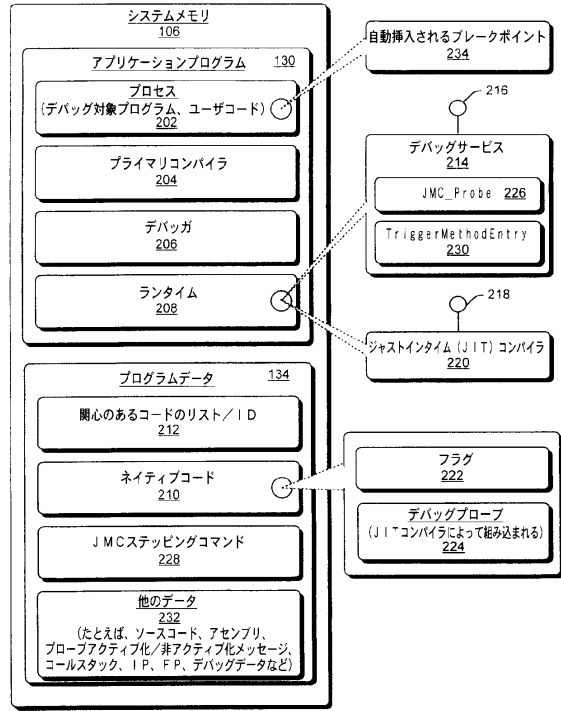 システムメモリ
106
アプリケーションプログラム 130
プロセス
(デバッグ対象プログラム、ユーザコード)
202
プライマリコンパイラ
204
デバッガ
206
ランタイム
208
プログラムデータ 134
関心のあるコードのリスト/ID
212
ネイティブコード
210
JMCステッピングコマンド
228
他のデータ
232
(たとえば、ソースコード、アセンブリ、
プローブアクティブ化/非アクティブ化メッセージ、
コールスタック、IP、FP、デバッグデータなど)
自動挿入されるブレークポイント
234
216
デバッグサービス
214
JMC_Probe 226
TriggerMethodEntry
230
218
ジャストインタイム(JIT)コンパイラ
220
フラグ
222
デバッグプローブ
(JITコンパイラによって組み込まれる)
224